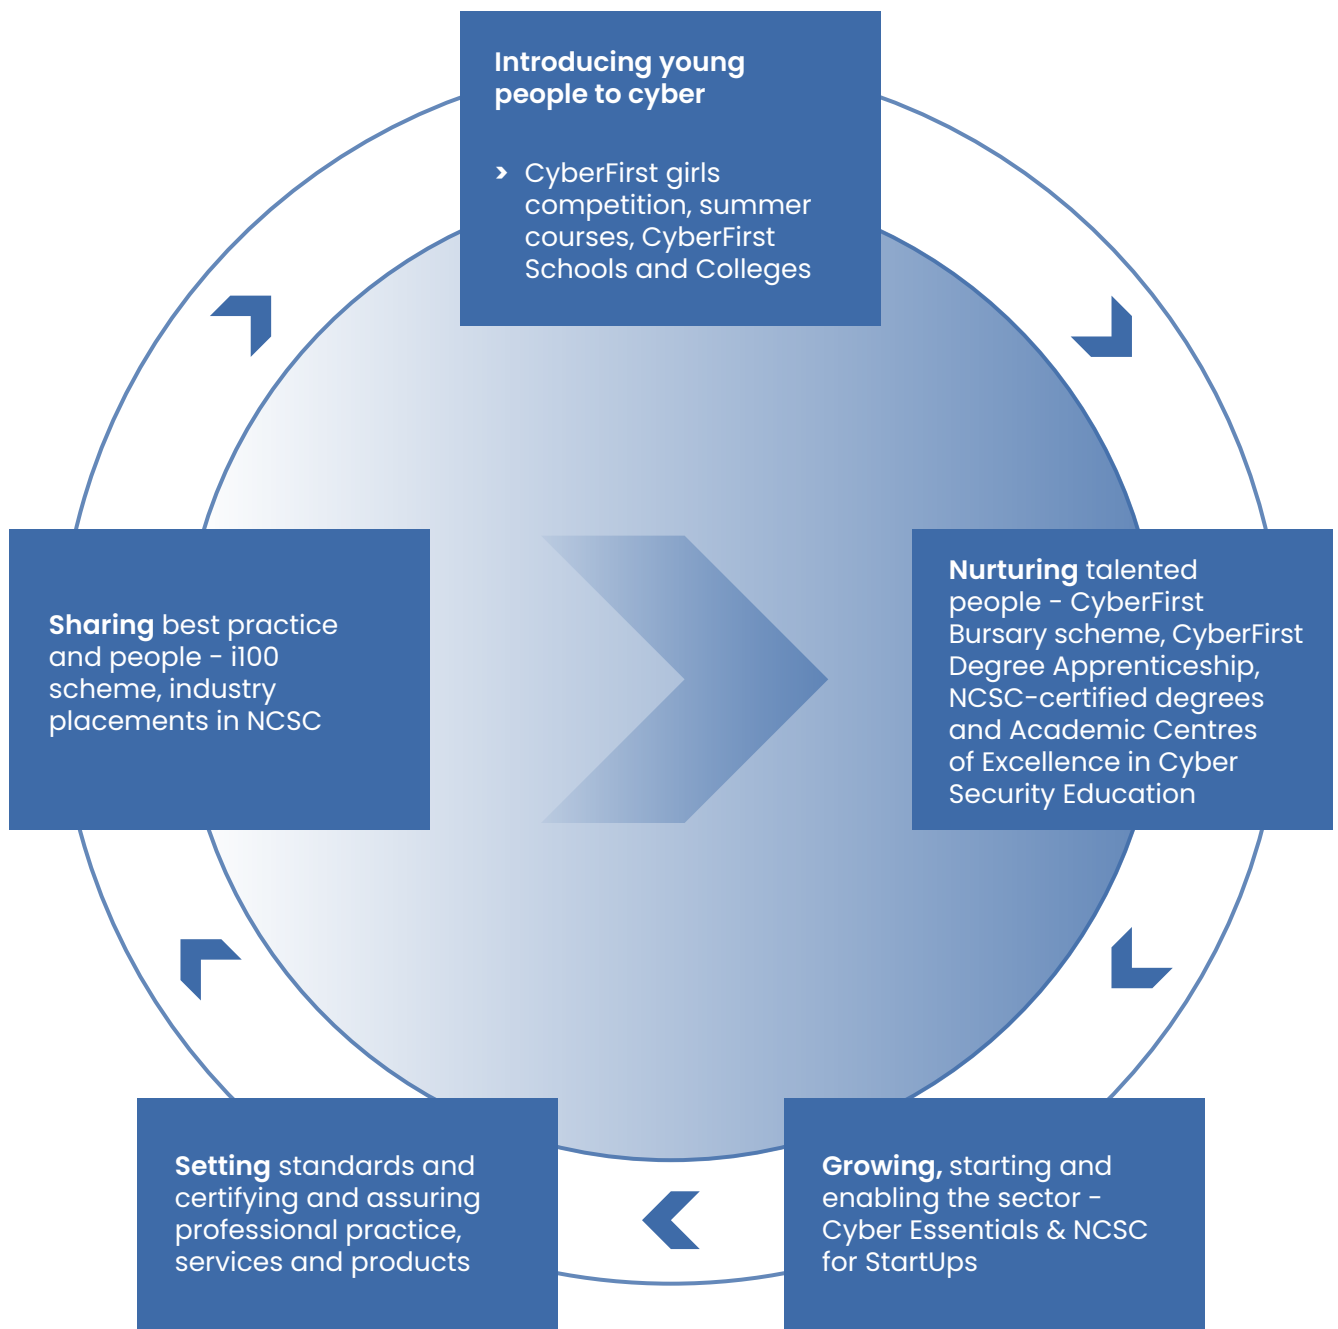 Introducing young
people to cyber
CyberFirst girls
competition, summer
courses, CyberFirst
Schools and Colleges
Nurturing talented
people - CyberFirst
Bursary scheme, CyberFirst
Degree Apprenticeship,
NCSC-certified degrees
and Academic Centres
of Excellence in Cyber
Security Education
Growing, starting and
enabling the sector -
Cyber Essentials & NCSC
for StartUps
Setting standards and
certifying and assuring
professional practice,
services and products
Sharing best practice
and people - i100
scheme, industry
placements in NCSC